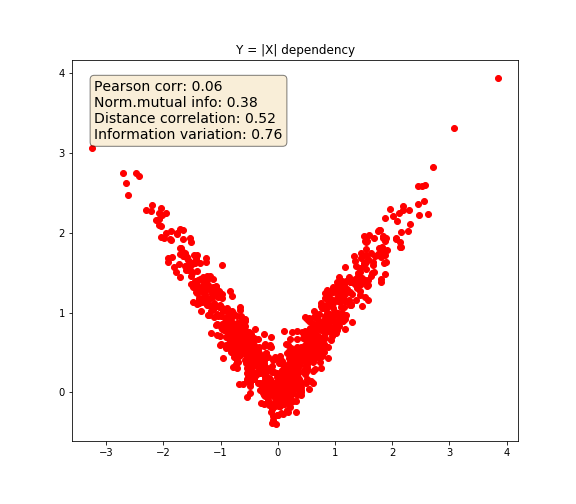 Y = |X| dependency
Pearson corr: 0.06
Norm.mutual info: 0.38
Distance correlation: 0.52
Information variation: 0.76
4
3
2
1
0
−3 −2 −1 0 1 2 3 4